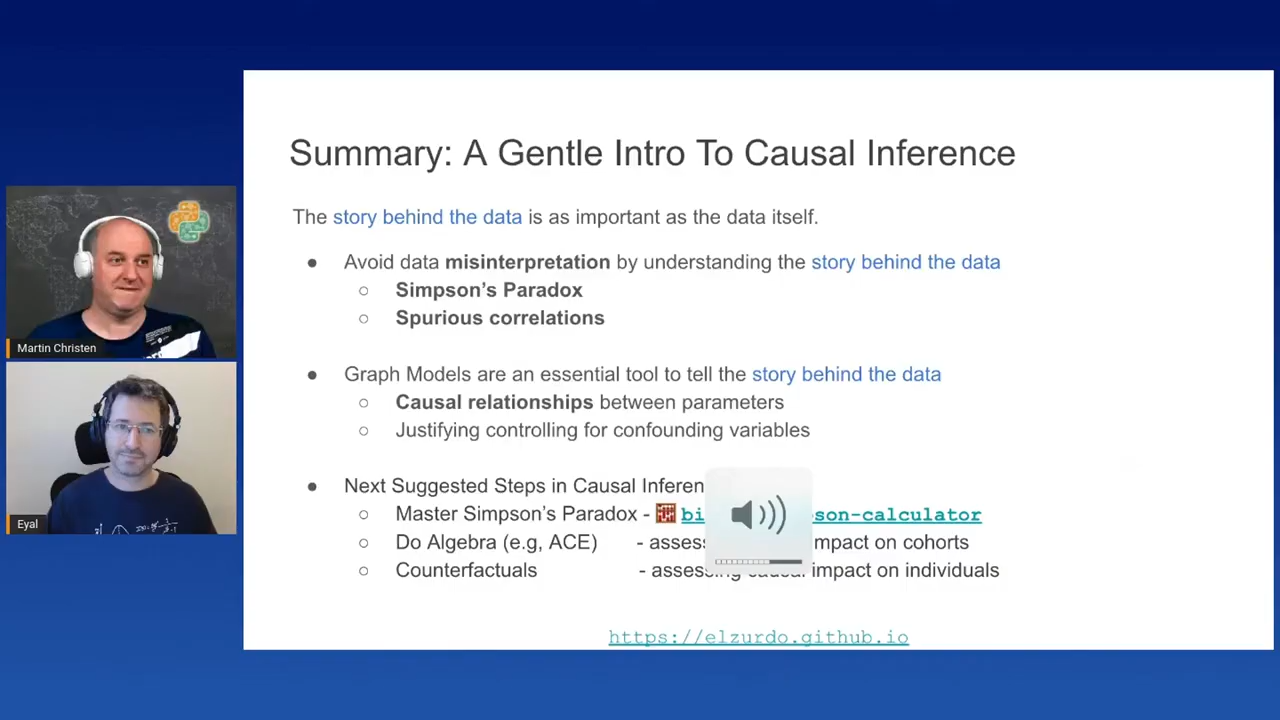 Summary: A Gentle Intro To Causal Inference
The story behind the data is as important as the data itself.
● Avoid data misinterpretation by understanding the story behind the data
○ Simpson's Paradox
○ Spurious correlations
● Graph Models are an essential tool to tell the story behind the data
○ Causal relationships between parameters
○ Justifying controlling for confounding variables
● Next Suggested Steps in Causal Inferen
○ Master Simpson's Paradox - bi son-calculator
○ Do Algebra (e.g, ACE) - assess mpact on cohorts
○ Counterfactuals - assessing causal impact on individuals
https://elzurdo.github.io
Martin Christen
Eyal